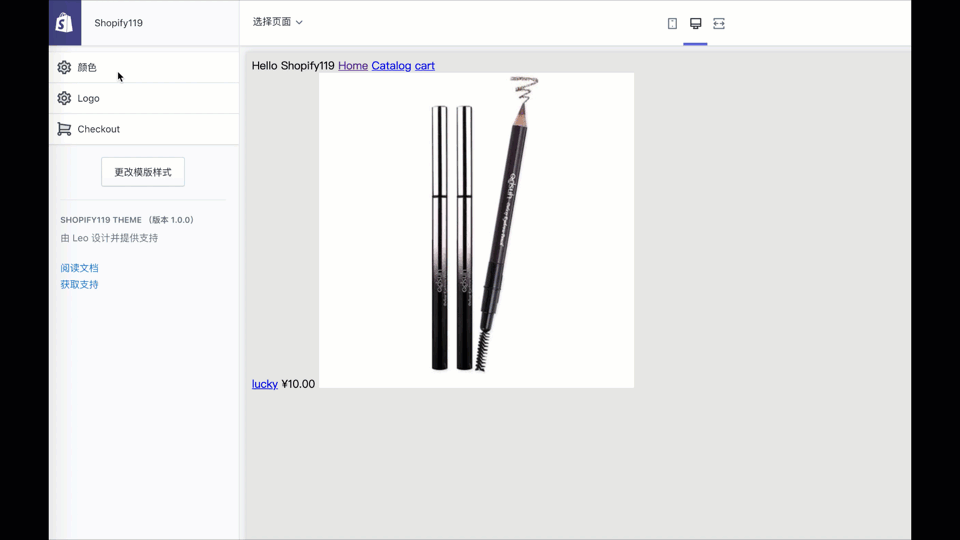 Shopify119
选择页面
颜色
Logo
Checkout
更改模版样式
SHOPIFY119 THEME （版本 1.0.0）
由 Leo 设计并提供支持
阅读文档
获取支持
Hello Shopify119 Home Catalog cart
lucky ¥10.00